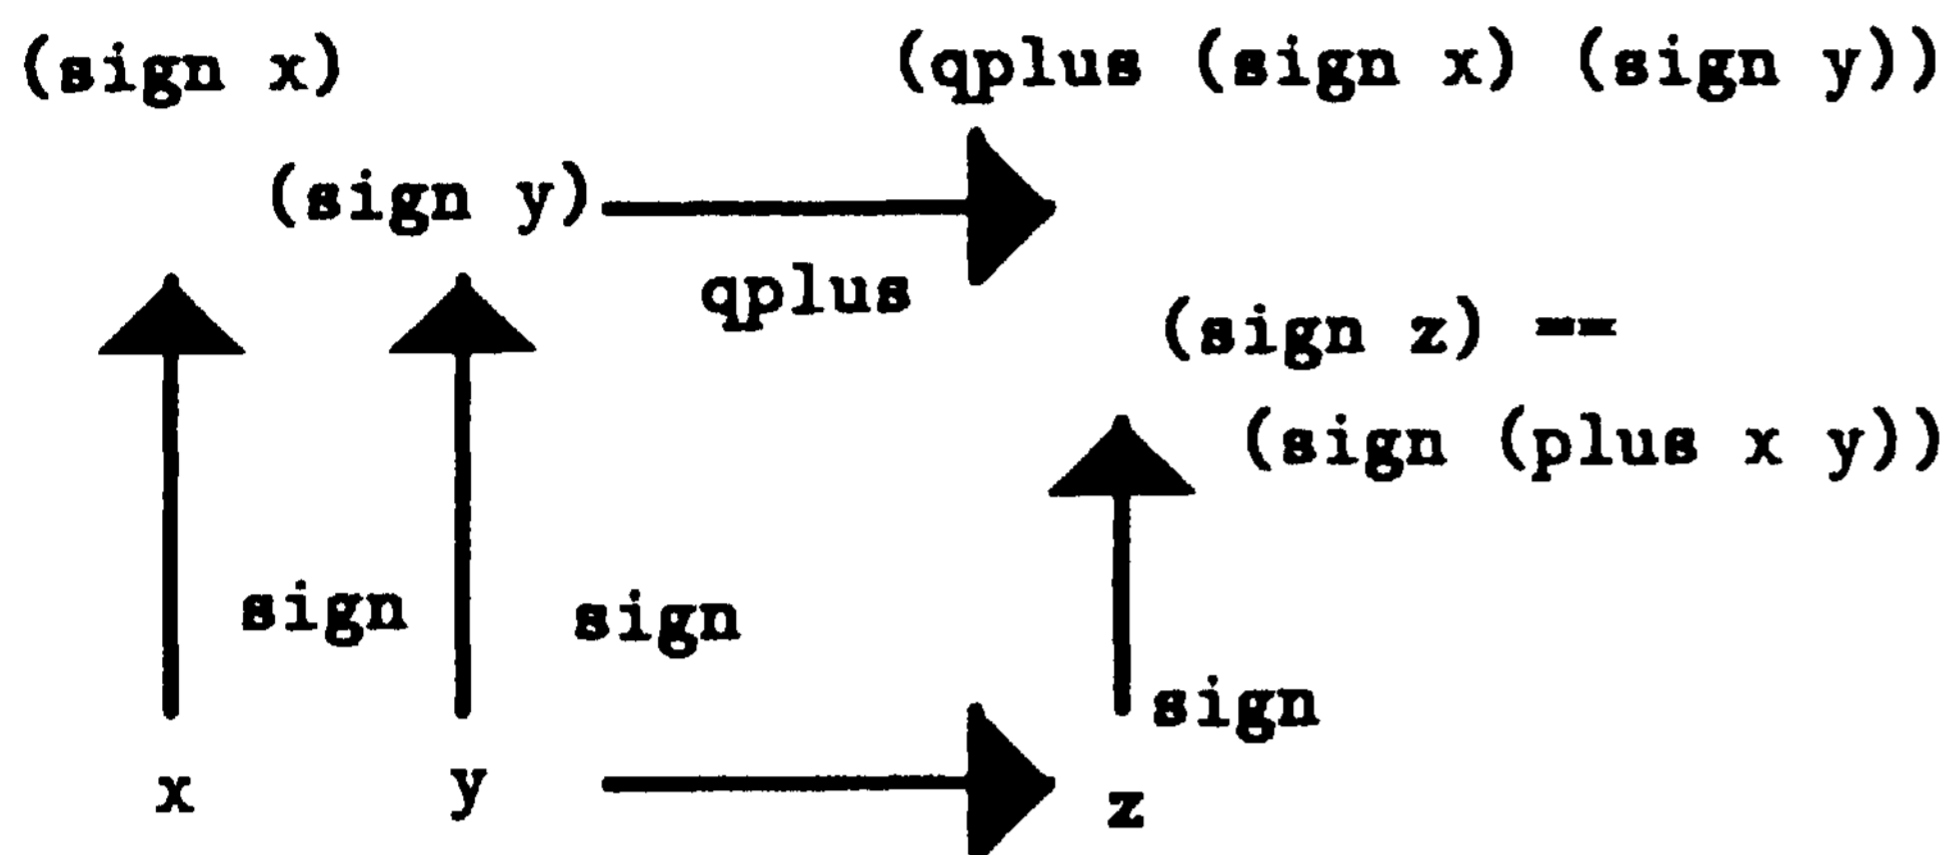 (sign x)
(qplus (sign x) (sign y))
(sign y)
qplus
(sign z) ==
(sign (plus x y))
sign
sign
sign
x
y
z